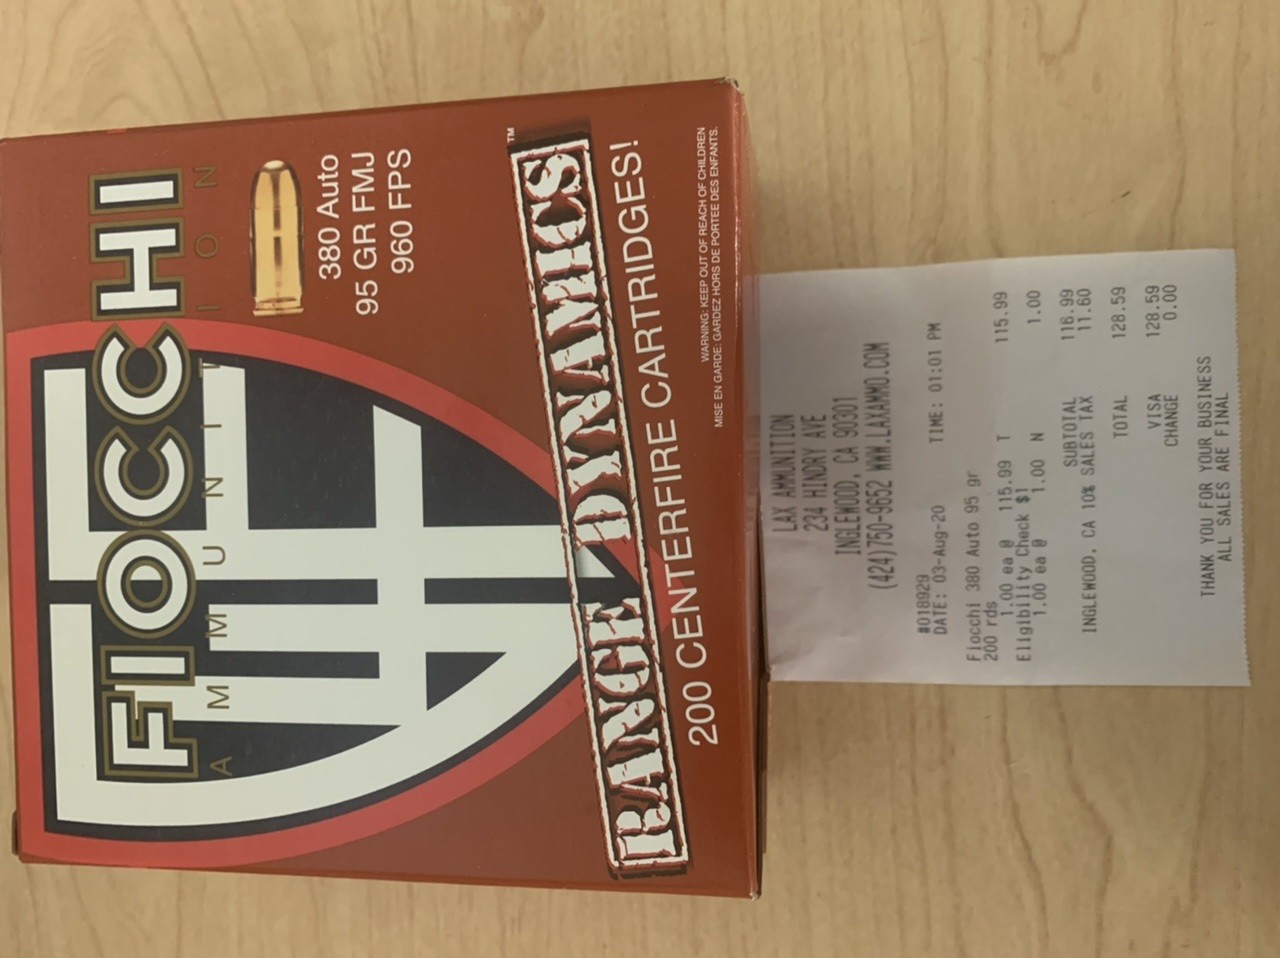 FIOCCHI
AMMUNITION
380 Auto
95 GR FMJ
960 FPS
RANGE DYNAMICS™
200 CENTERFIRE CARTRIDGES!
WARNING: KEEP OUT OF REACH OF CHILDREN
MISE EN GARDE: GARDEZ HORS DE PORTEE DES ENFANTS.
LAX AMMUNITION
234 HINDRY AVE
INGLEWOOD, CA 90301
(424)750-9652 WWW.LAXAMMO.COM
#018929
DATE: 03-Aug-20 TIME: 01:01 PM
Fiocchi 380 Auto 95 gr
200 rds
1.00 ea @ 115.99 T 115.99
Eligibility Check $1
1.00 ea @ 1.00 N 1.00
SUBTOTAL 116.99
INGLEWOOD, CA 10% SALES TAX 11.60
TOTAL 128.59
VISA 128.59
CHANGE 0.00
THANK YOU FOR YOUR BUSINESS
ALL SALES ARE FINAL